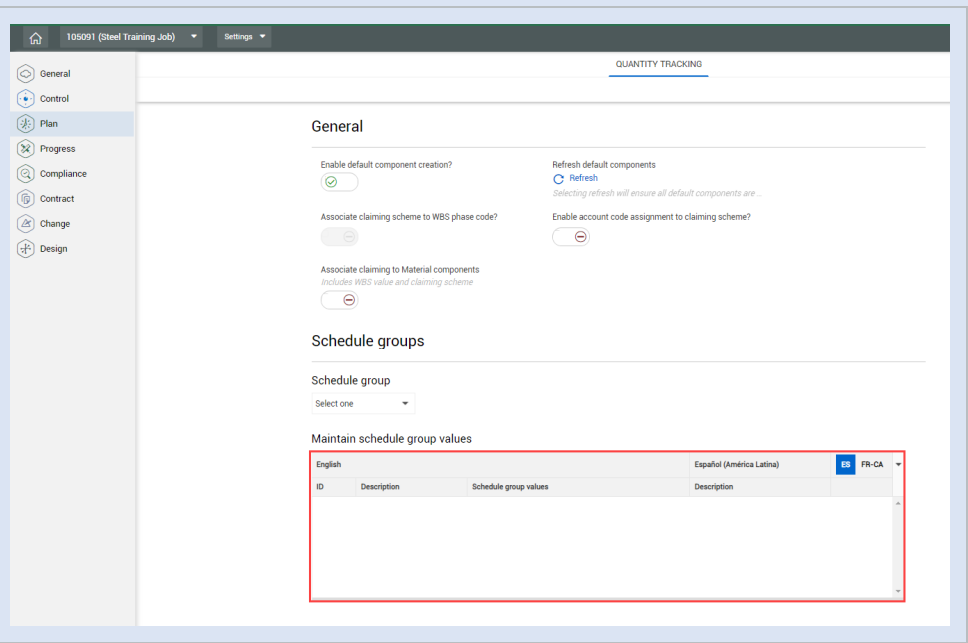 105091 (Steel Training Job) Settings
General
Control
Plan
Progress
Compliance
Contract
Change
Design
QUANTITY TRACKING
General
Enable default component creation?
Refresh default components
Refresh
Selecting refresh will ensure all default components are ...
Associate claiming scheme to WBS phase code?
Enable account code assignment to claiming scheme?
Associate claiming to Material components
Includes WBS value and claiming scheme
Schedule groups
Schedule group
Select one
Maintain schedule group values
English Español (América Latina) ES FR-CA
ID Description Schedule group values Description